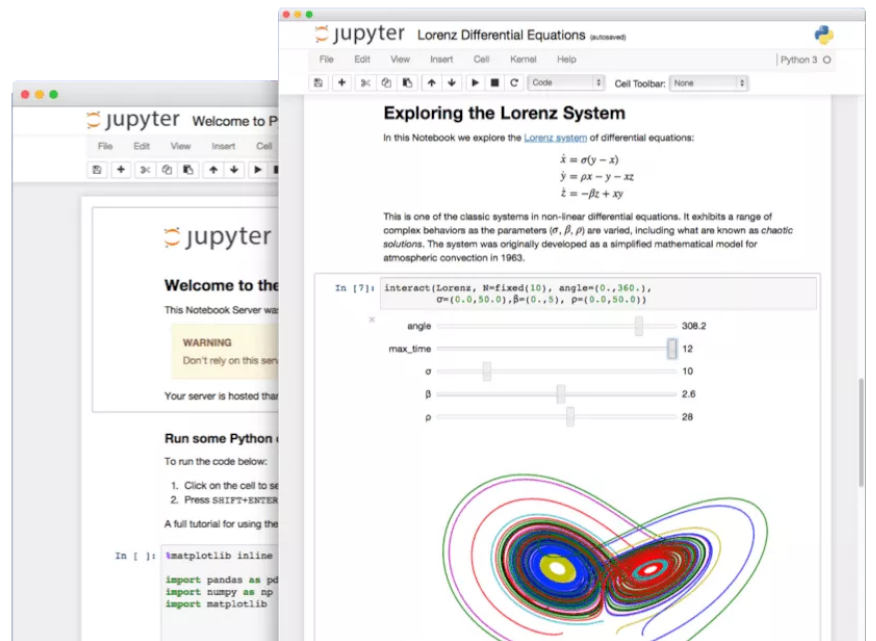 jupyter Lorenz Differential Equations (autosaved)
File Edit View Insert Cell Kernel Help Python 3
Code Cell Toolbar: None
Exploring the Lorenz System
In this Notebook we explore the Lorenz system of differential equations:
ẋ = σ(y − x)
ẏ = ρx − y − xz
ż = −βz + xy
This is one of the classic systems in non-linear differential equations. It exhibits a range of
complex behaviors as the parameters (σ, β, ρ) are varied, including what are known as chaotic
solutions. The system was originally developed as a simplified mathematical model for
atmospheric convection in 1963.
In [7]: interact(Lorenz, N=fixed(10), angle=(0.,360.),
σ=(0.0,50.0),β=(0.,5), ρ=(0.0,50.0))
angle 308.2
max_time 12
σ 10
β 2.6
ρ 28
jupyter Welcome to P
File Edit View Insert Cell
jupyter
Welcome to the
This Notebook Server was
WARNING
Don't rely on this serv
Your server is hosted than
Run some Python c
To run the code below:
1. Click on the cell to se
2. Press SHIFT+ENTER
A full tutorial for using the
In [ ]: %matplotlib inline
import pandas as pd
import numpy as np
import matplotlib